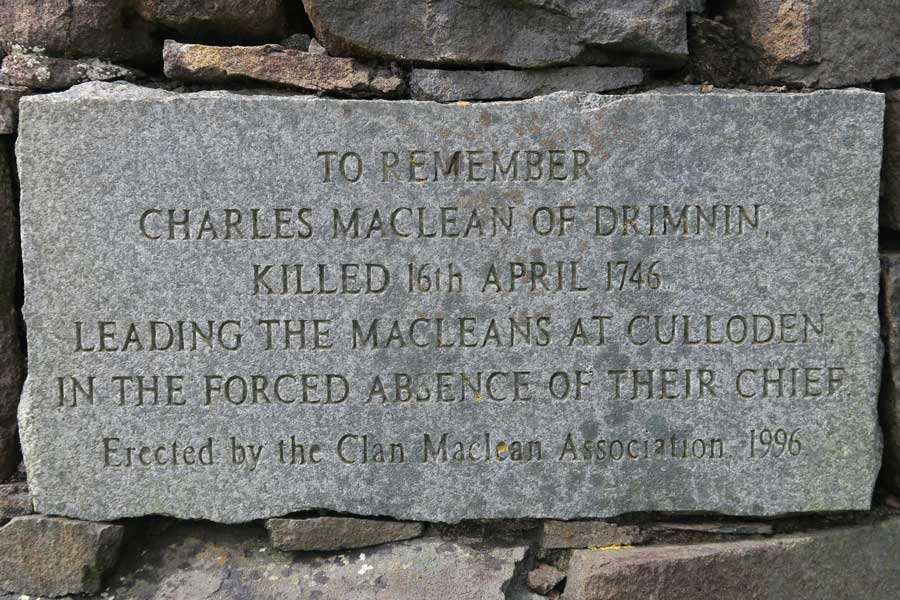 TO REMEMBER
CHARLES MACLEAN OF DRIMNIN,
KILLED 16th APRIL 1746
LEADING THE MACLEANS AT CULLODEN,
IN THE FORCED ABSENCE OF THEIR CHIEF.
Erected by the Clan Maclean Association, 1996